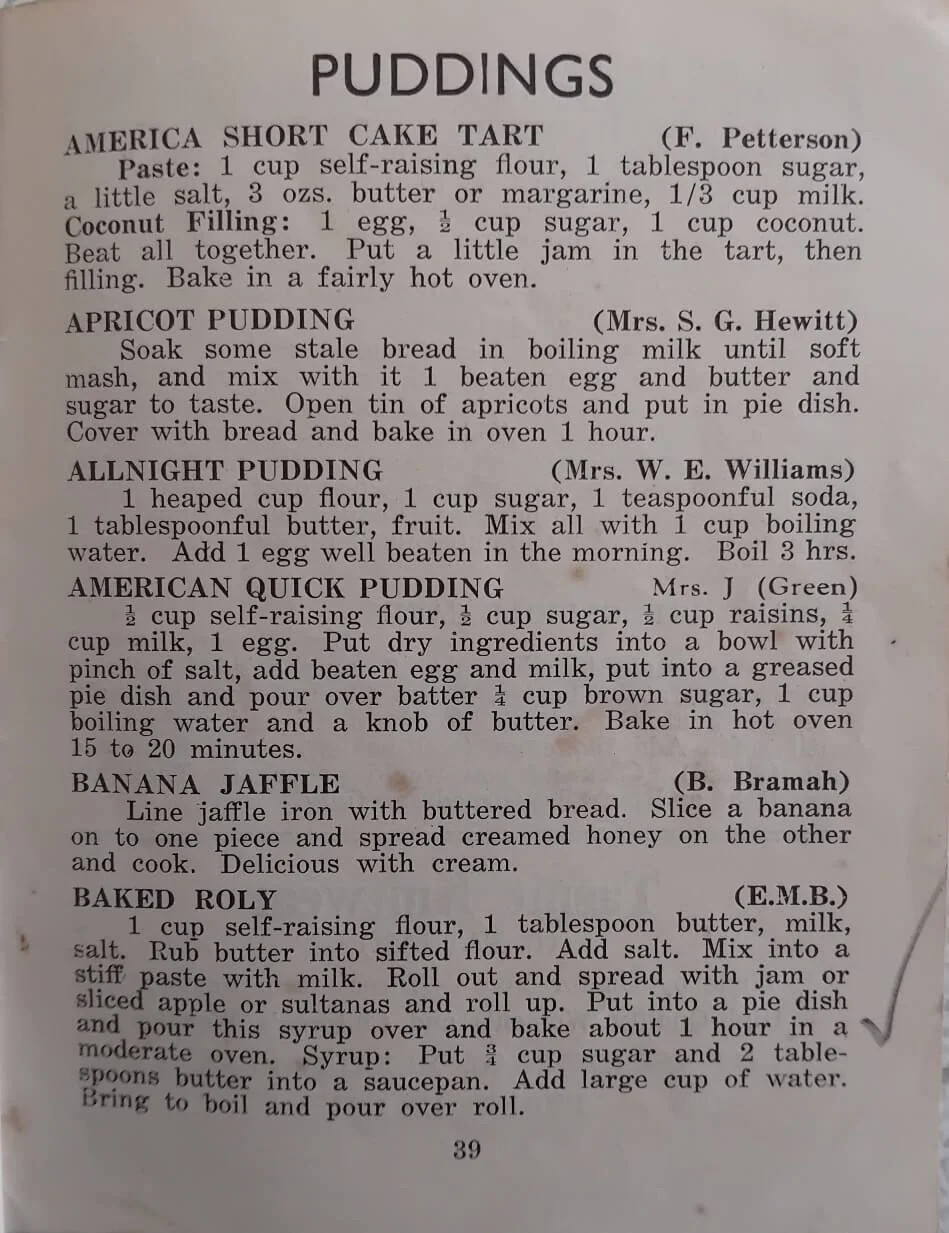 PUDDINGS
AMERICA SHORT CAKE TART (F. Petterson)
Paste: 1 cup self-raising flour, 1 tablespoon sugar,
a little salt, 3 ozs. butter or margarine, 1/3 cup milk.
Coconut Filling: 1 egg, ½ cup sugar, 1 cup coconut.
Beat all together. Put a little jam in the tart, then
filling. Bake in a fairly hot oven.
APRICOT PUDDING (Mrs. S. G. Hewitt)
Soak some stale bread in boiling milk until soft
mash, and mix with it 1 beaten egg and butter and
sugar to taste. Open tin of apricots and put in pie dish.
Cover with bread and bake in oven 1 hour.
ALLNIGHT PUDDING (Mrs. W. E. Williams)
1 heaped cup flour, 1 cup sugar, 1 teaspoonful soda,
1 tablespoonful butter, fruit. Mix all with 1 cup boiling
water. Add 1 egg well beaten in the morning. Boil 3 hrs.
AMERICAN QUICK PUDDING Mrs. J (Green)
½ cup self-raising flour, ½ cup sugar, ½ cup raisins, ¼
cup milk, 1 egg. Put dry ingredients into a bowl with
pinch of salt, add beaten egg and milk, put into a greased
pie dish and pour over batter ¼ cup brown sugar, 1 cup
boiling water and a knob of butter. Bake in hot oven
15 to 20 minutes.
BANANA JAFFLE (B. Bramah)
Line jaffle iron with buttered bread. Slice a banana
on to one piece and spread creamed honey on the other
and cook. Delicious with cream.
BAKED ROLY (E.M.B.)
1 cup self-raising flour, 1 tablespoon butter, milk,
salt. Rub butter into sifted flour. Add salt. Mix into a
stiff paste with milk. Roll out and spread with jam or
sliced apple or sultanas and roll up. Put into a pie dish
and pour this syrup over and bake about 1 hour in a
moderate oven. Syrup: Put ¾ cup sugar and 2 table-
spoons butter into a saucepan. Add large cup of water.
Bring to boil and pour over roll.
39